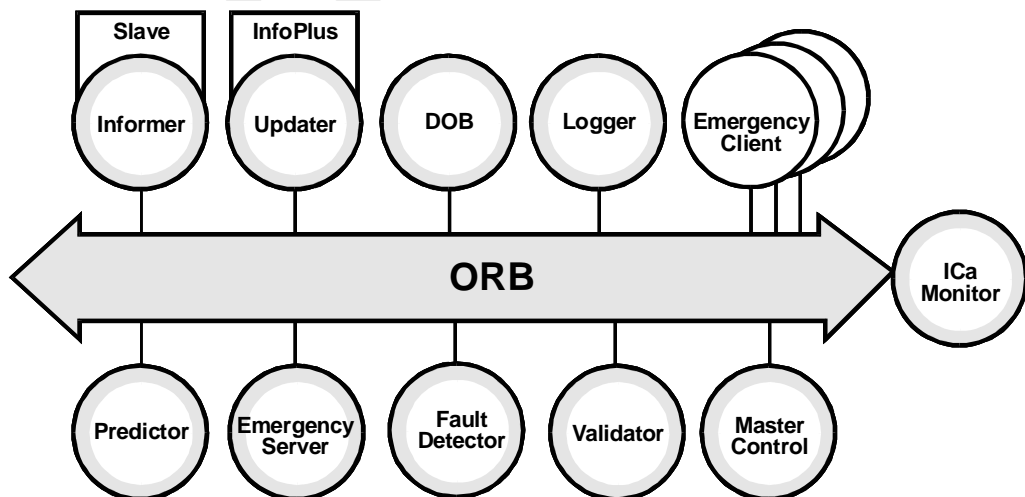 Slave
InfoPlus
Informer
Updater
DOB
Logger
Emergency
Client
ORB
ICa
Monitor
Predictor
Emergency
Server
Fault
Detector
Validator
Master
Control